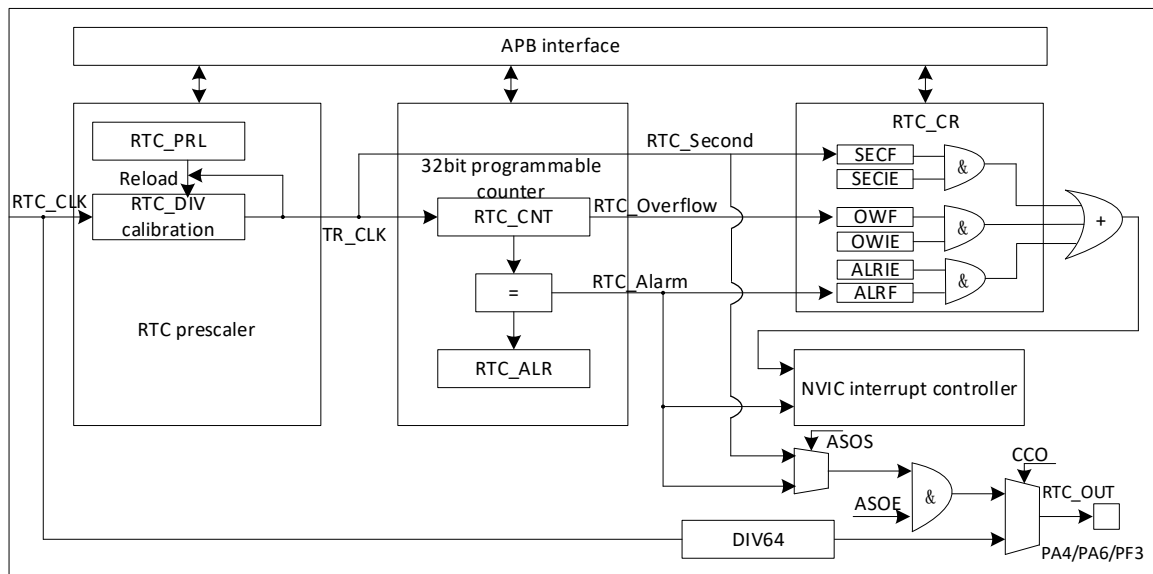 APB interface
RTC_CR
RTC_PRL
RTC_Second
SECF
&
32bit programmable
counter
SECIE
Reload
RTC_CLK
RTC_DIV
calibration
TR_CLK
RTC_CNT
RTC_Overflow
OWF
&
+
OWIE
ALRIE
&
=
RTC_Alarm
ALRF
RTC prescaler
RTC_ALR
NVIC interrupt controller
ASOS
CCO
&
RTC_OUT
ASOE
DIV64
PA4/PA6/PF3